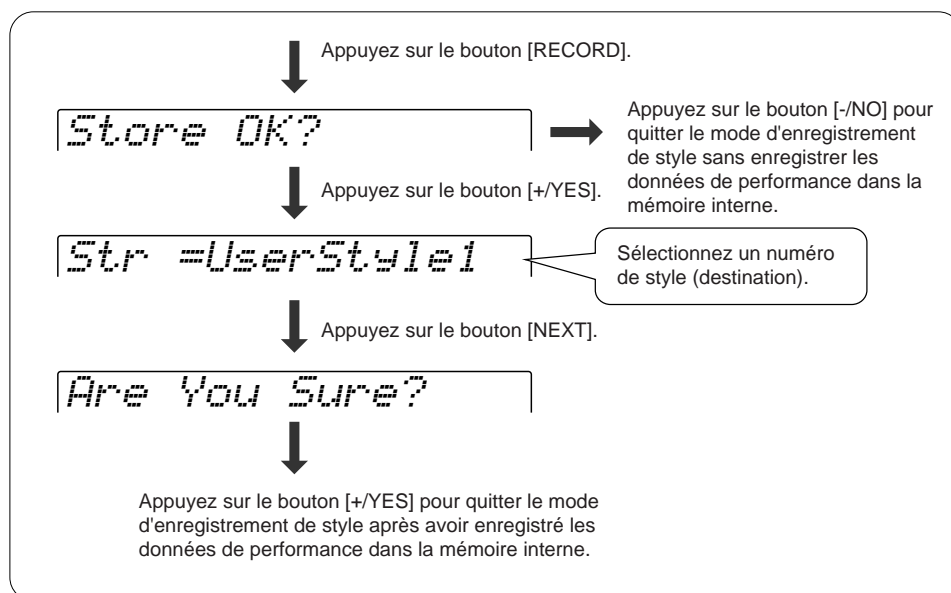 Appuyez sur le bouton [RECORD].
Store OK?
Appuyez sur le bouton [-/NO] pour
quitter le mode d'enregistrement
de style sans enregistrer les
données de performance dans la
mémoire interne.
Appuyez sur le bouton [+/YES].
Str =UserStyle1
Sélectionnez un numéro
de style (destination).
Appuyez sur le bouton [NEXT].
Are You Sure?
Appuyez sur le bouton [+/YES] pour quitter le mode
d'enregistrement de style après avoir enregistré les
données de performance dans la mémoire interne.